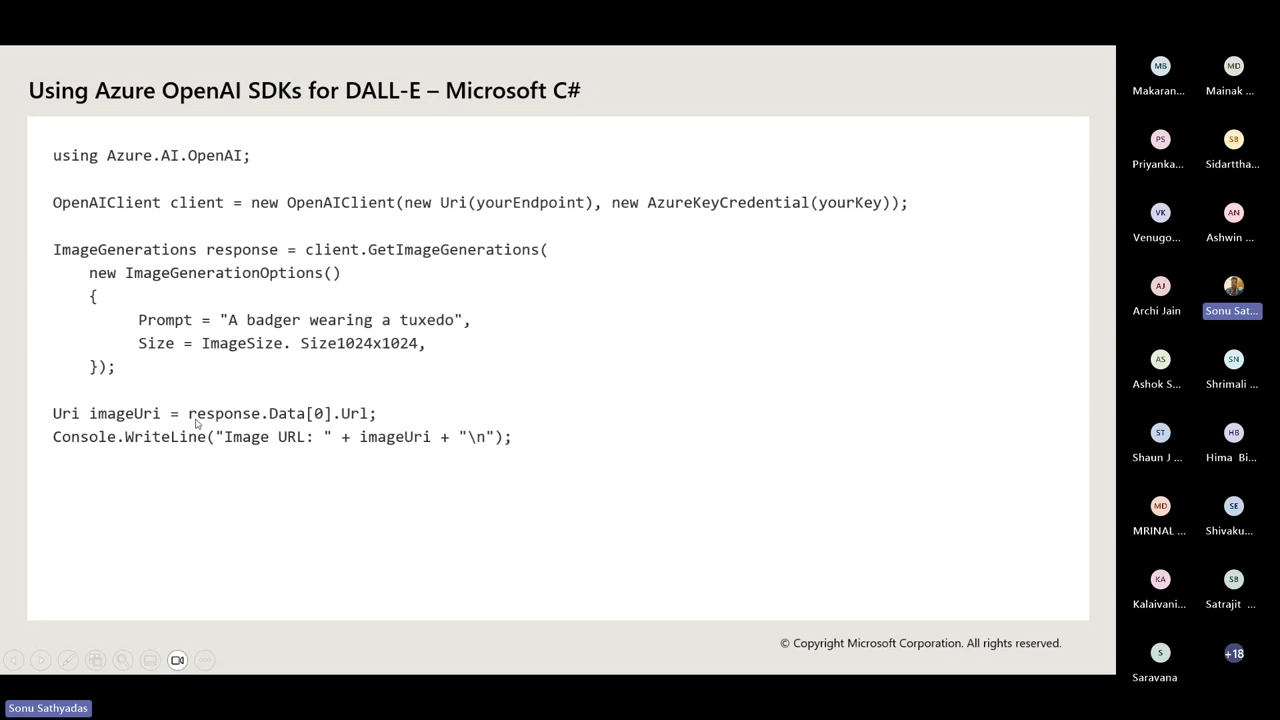 Using Azure OpenAI SDKs for DALL-E – Microsoft C#
using Azure.AI.OpenAI;
OpenAIClient client = new OpenAIClient(new Uri(yourEndpoint), new AzureKeyCredential(yourKey));
ImageGenerations response = client.GetImageGenerations(
new ImageGenerationOptions()
{
Prompt = "A badger wearing a tuxedo",
Size = ImageSize. Size1024x1024,
});
Uri imageUri = response.Data[0].Url;
Console.WriteLine("Image URL: " + imageUri + "\n");
© Copyright Microsoft Corporation. All rights reserved.
Sonu Sathyadas
MB MD
Makaran... Mainak ...
PS SB
Priyanka... Sidarttha...
VK AN
Venugo... Ashwin ...
AJ
Archi Jain Sonu Sat...
AS SN
Ashok S... Shrimali ...
ST HB
Shaun J ... Hima Bi...
MD SE
MRINAL ... Shivaku...
KA SB
Kalaivani... Satrajit ...
S +18
Saravana